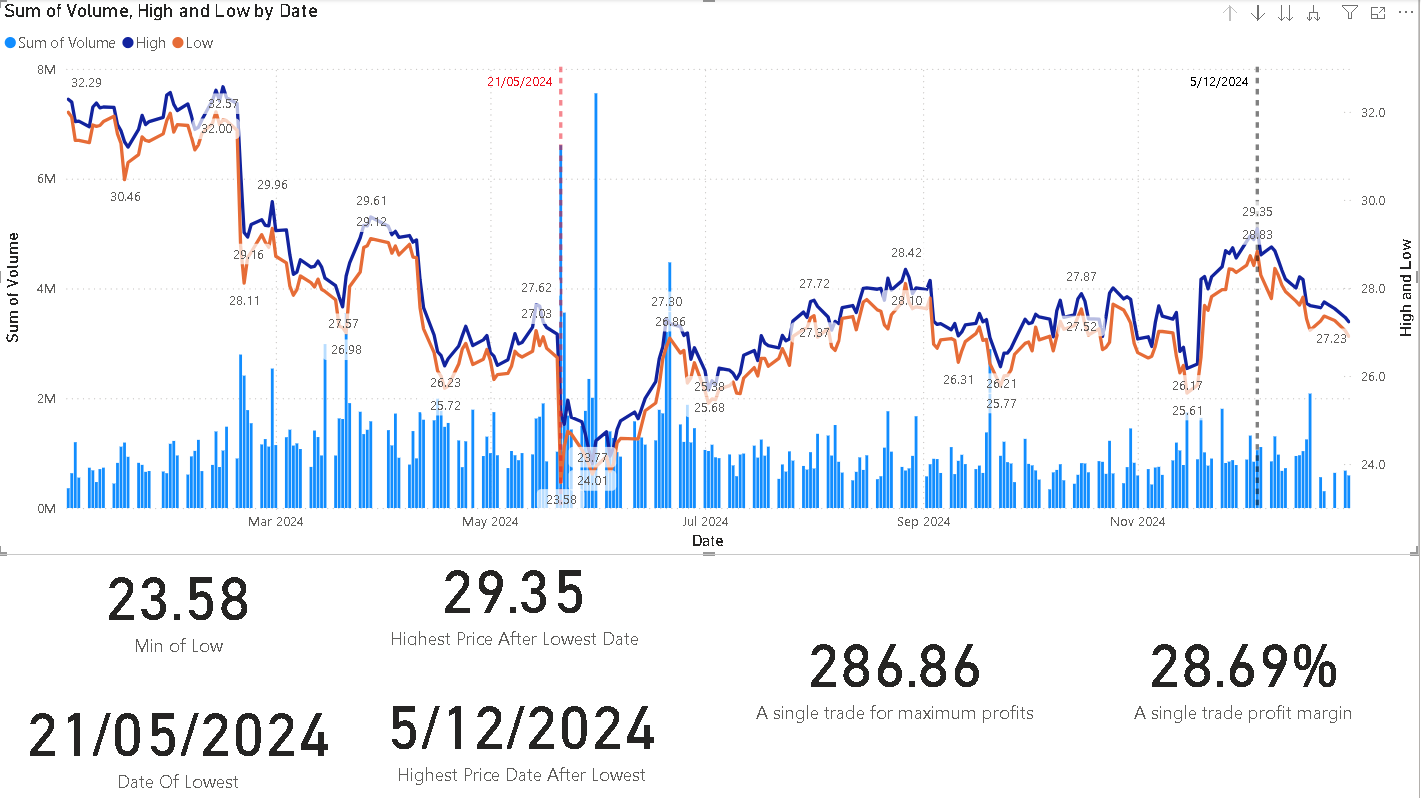 Sum of Volume, High and Low by Date
Sum of Volume High Low
8M
6M
4M
2M
0M
Sum of Volume
32.29
30.46
32.57
32.00
29.96
29.16
28.11
27.57
26.98
29.61
29.12
26.23
25.72
27.62
27.03
21/05/2024
23.58
23.77
24.01
27.30
26.86
25.38
25.68
27.72
27.37
28.42
28.10
26.31
26.21
25.77
27.87
27.52
26.17
25.61
5/12/2024
29.35
28.83
27.23
32.0
30.0
28.0
26.0
24.0
High and Low
Mar 2024 May 2024 Jul 2024 Sep 2024 Nov 2024
Date
23.58
Min of Low
29.35
Highest Price After Lowest Date
21/05/2024
Date Of Lowest
5/12/2024
Highest Price Date After Lowest
286.86
A single trade for maximum profits
28.69%
A single trade profit margin